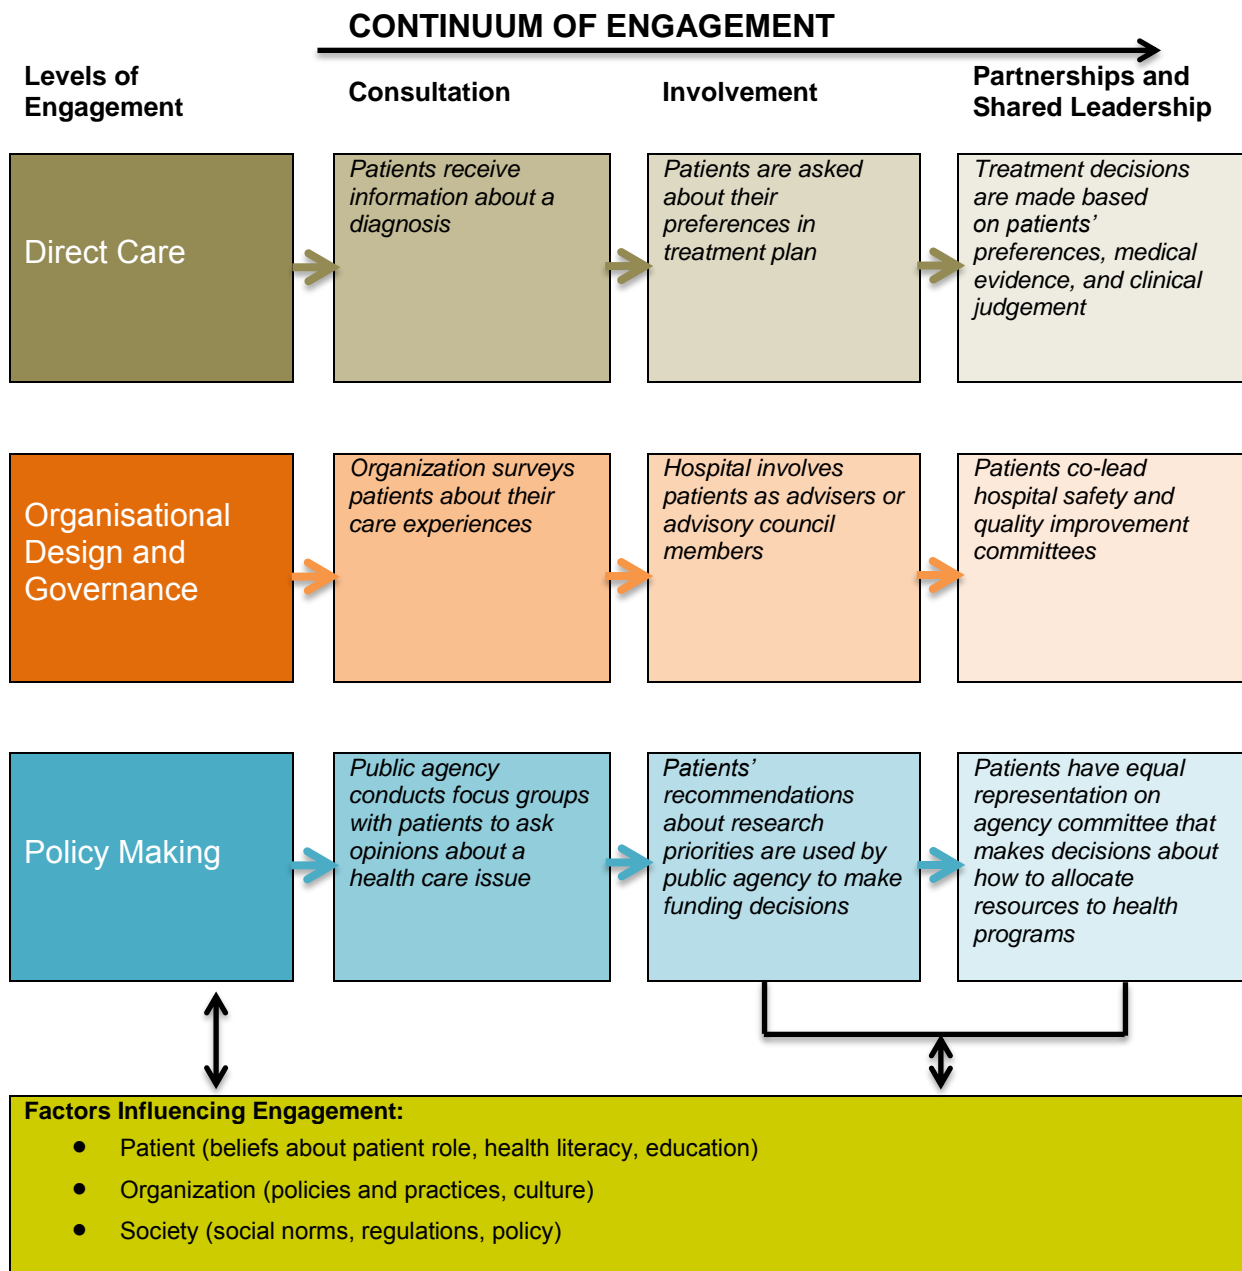 CONTINUUM OF ENGAGEMENT
Levels of
Engagement
Consultation
Involvement
Partnerships and
Shared Leadership
Direct Care
Patients receive
information about a
diagnosis
Patients are asked
about their
preferences in
treatment plan
Treatment decisions
are made based
on patients’
preferences, medical
evidence, and clinical
judgement
Organisational
Design and
Governance
Organization surveys
patients about their
care experiences
Hospital involves
patients as advisers or
advisory council
members
Patients co-lead
hospital safety and
quality improvement
committees
Policy Making
Public agency
conducts focus groups
with patients to ask
opinions about a
health care issue
Patients’
recommendations
about research
priorities are used by
public agency to make
funding decisions
Patients have equal
representation on
agency committee that
makes decisions about
how to allocate
resources to health
programs
Factors Influencing Engagement:
● Patient (beliefs about patient role, health literacy, education)
● Organization (policies and practices, culture)
● Society (social norms, regulations, policy)